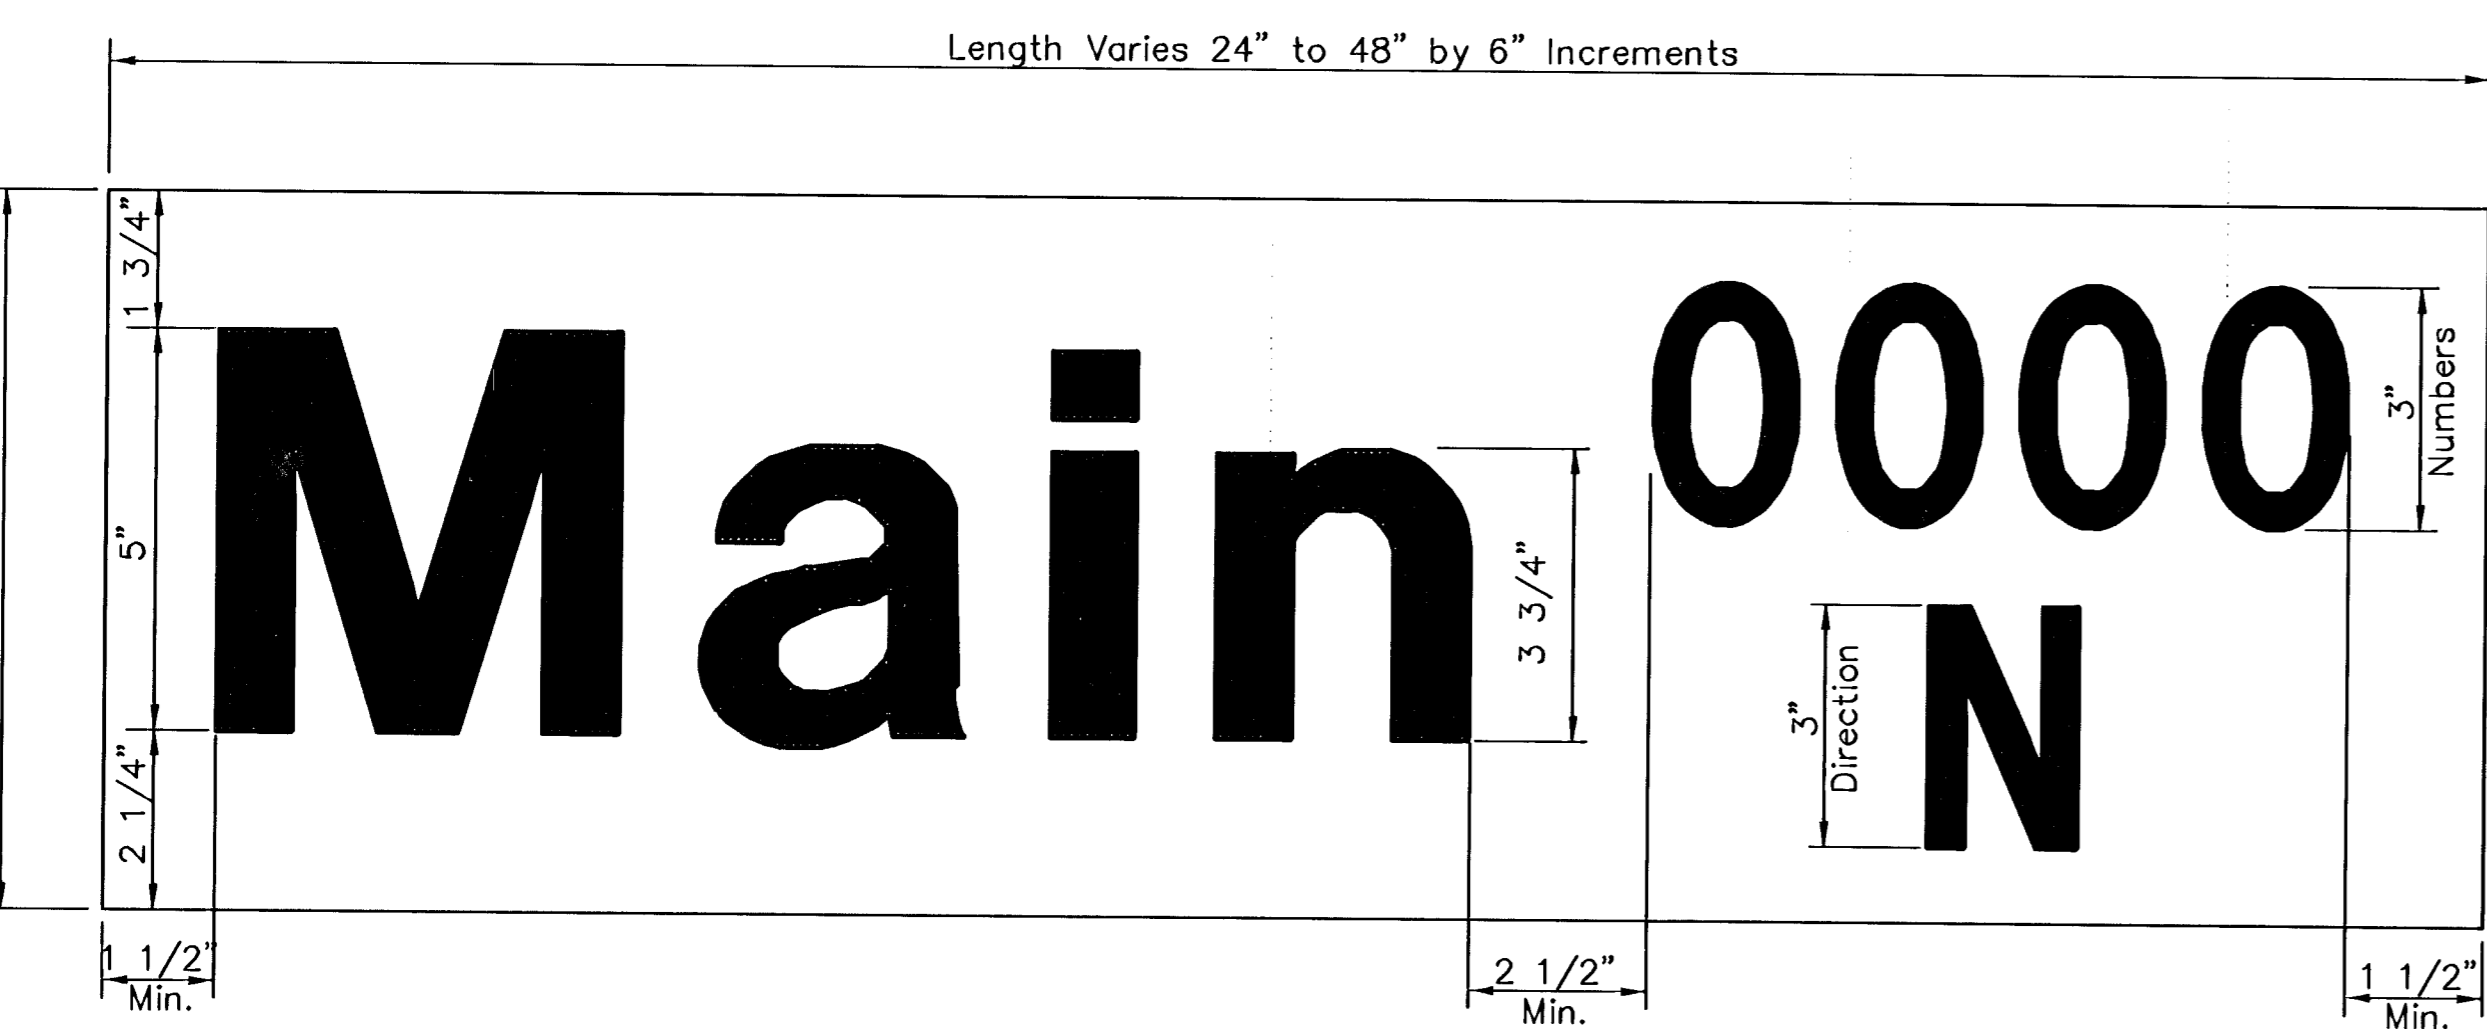 Length Varies 24” to 48” by 6” Increments
1 3/4”
5”
2 1/4”
Main
3 3/4”
0000
3”
Numbers
N
3”
Direction
1 1/2”
Min.
2 1/2”
Min.
1 1/2”
Min.